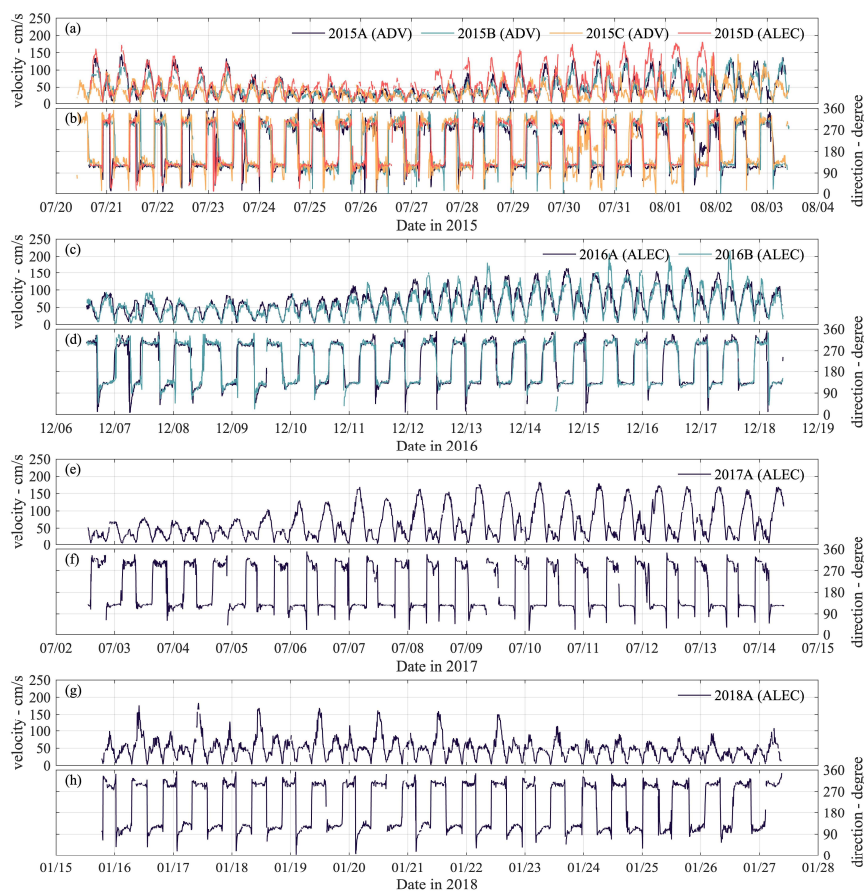 (a) 2015A (ADV) 2015B (ADV) 2015C (ADV) 2015D (ALEC)
velocity - cm/s
250
200
150
100
50
0
(b)
direction - degree
360
270
180
90
0
07/20 07/21 07/22 07/23 07/24 07/25 07/26 07/27 07/28 07/29 07/30 07/31 08/01 08/02 08/03 08/04
Date in 2015
(c) 2016A (ALEC) 2016B (ALEC)
velocity - cm/s
250
200
150
100
50
0
(d)
direction - degree
360
270
180
90
0
12/06 12/07 12/08 12/09 12/10 12/11 12/12 12/13 12/14 12/15 12/16 12/17 12/18 12/19
Date in 2016
(e) 2017A (ALEC)
velocity - cm/s
250
200
150
100
50
0
(f)
direction - degree
360
270
180
90
0
07/02 07/03 07/04 07/05 07/06 07/07 07/08 07/09 07/10 07/11 07/12 07/13 07/14 07/15
Date in 2017
(g) 2018A (ALEC)
velocity - cm/s
250
200
150
100
50
0
(h)
direction - degree
360
270
180
90
0
01/15 01/16 01/17 01/18 01/19 01/20 01/21 01/22 01/23 01/24 01/25 01/26 01/27 01/28
Date in 2018